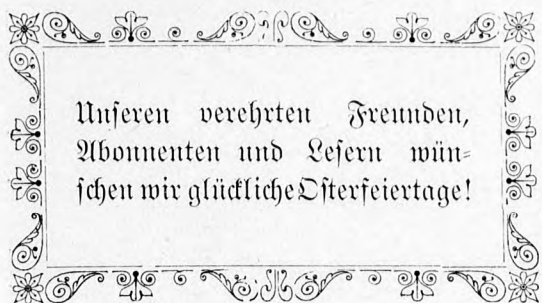 Unſeren verehrten Freunden,
Abonnenten und Leſern wün⸗
ſchen wir glückliche Oſterfeiertage!